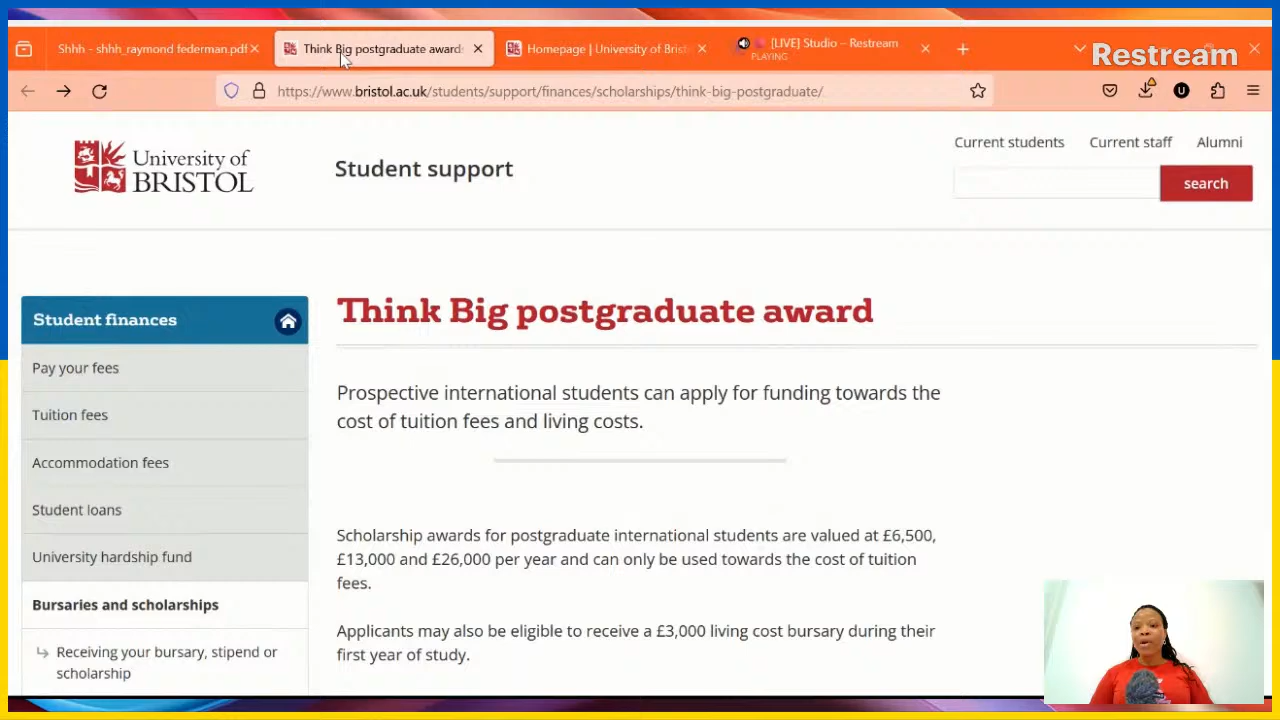 Shhh - shhh_raymond federman.pdf
Think Big postgraduate award
Homepage | University of Brist
[LIVE] Studio – Restream
PLAYING
Restream
https://www.bristol.ac.uk/students/support/finances/scholarships/think-big-postgraduate/
University of
BRISTOL
Student support
Current students
Current staff
Alumni
search
Student finances
Pay your fees
Tuition fees
Accommodation fees
Student loans
University hardship fund
Bursaries and scholarships
Receiving your bursary, stipend or
scholarship
Think Big postgraduate award
Prospective international students can apply for funding towards the
cost of tuition fees and living costs.
Scholarship awards for postgraduate international students are valued at £6,500,
£13,000 and £26,000 per year and can only be used towards the cost of tuition
fees.
Applicants may also be eligible to receive a £3,000 living cost bursary during their
first year of study.